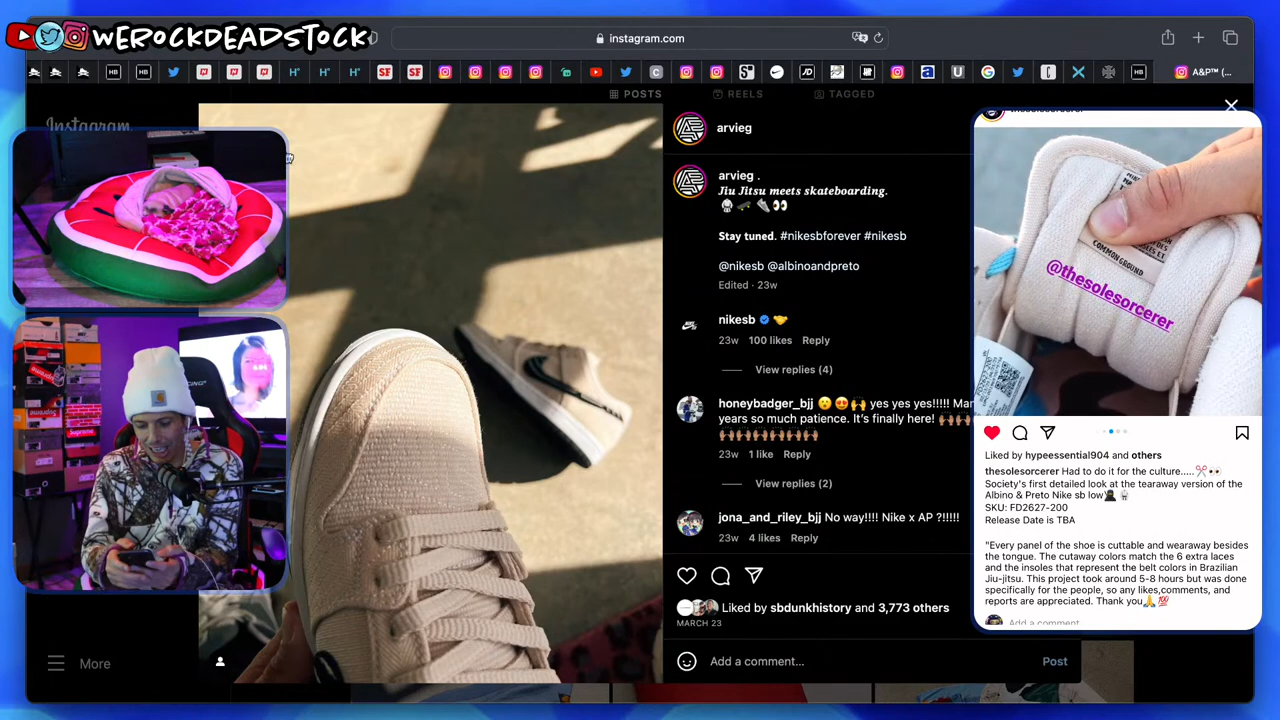 WEROCKDEADSTOCK
instagram.com
A&P™ (...
POSTS
REELS
TAGGED
Instagram
arvieg
arvieg .
Jiu Jitsu meets skateboarding.
Stay tuned. #nikesbforever #nikesb
@nikesb @albinoandpreto
Edited · 23w
nikesb 🤝
23w 100 likes Reply
View replies (4)
honeybadger_bjj 😮😍🙌 yes yes yes!!!!! Mar
years so much patience. It's finally here! 🙌🏽🙌🏽
🙌🏽🙌🏽🙌🏽🙌🏽🙌🏽🙌🏽
23w 1 like Reply
View replies (2)
jona_and_riley_bjj No way!!!! Nike x AP ?!!!!!
23w 4 likes Reply
Liked by sbdunkhistory and 3,773 others
MARCH 23
Add a comment...
Post
More
COMMON GROUND
@thesolesorcerer
Liked by hypeessential904 and others
thesolesorcerer Had to do it for the culture.....✂️👀
Society's first detailed look at the tearaway version of the
Albino & Preto Nike sb low🥷🏿🥋
SKU: FD2627-200
Release Date is TBA
"Every panel of the shoe is cuttable and wearaway besides
the tongue. The cutaway colors match the 6 extra laces
and the insoles that represent the belt colors in Brazilian
Jiu-jitsu. This project took around 5-8 hours but was done
specifically for the people, so any likes,comments, and
reports are appreciated. Thank you🙏💯
Add a comment